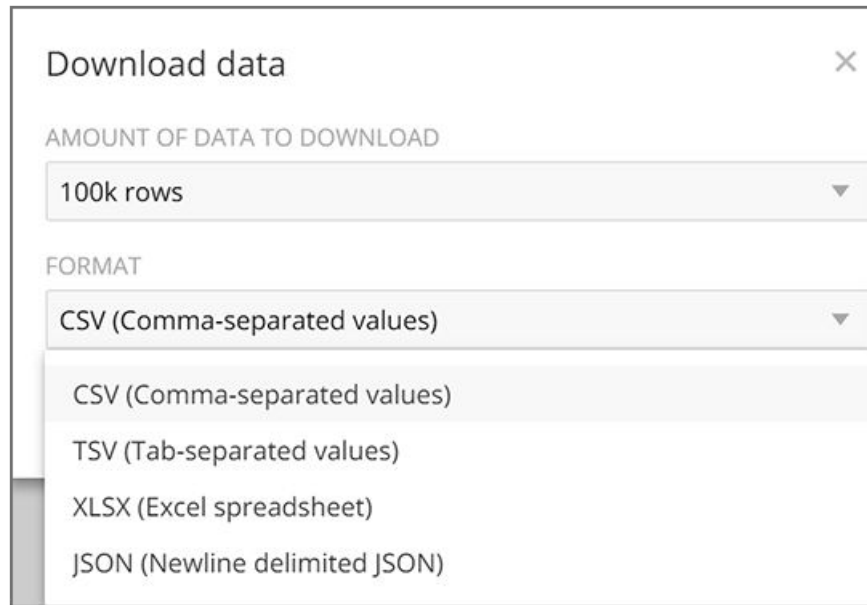 Download data
AMOUNT OF DATA TO DOWNLOAD
100k rows
FORMAT
CSV (Comma-separated values)
CSV (Comma-separated values)
TSV (Tab-separated values)
XLSX (Excel spreadsheet)
JSON (Newline delimited JSON)